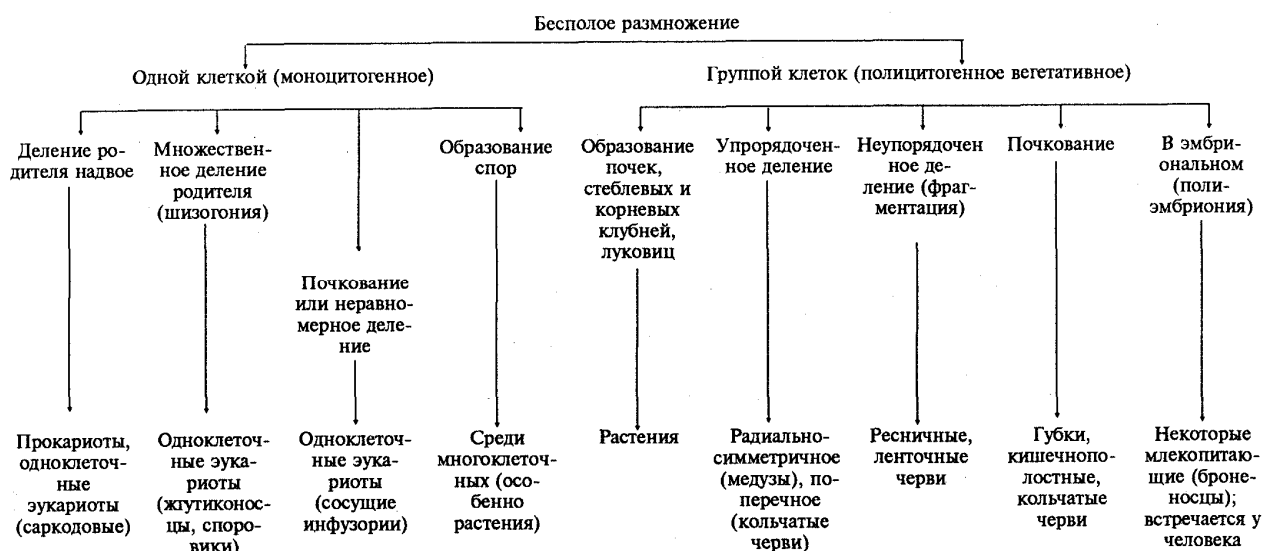 Бесполое размножение
Одной клеткой (моноцитогенное)
Группой клеток (полицитогенное вегетативное)
Деление ро-
дителя надвое
Множествен-
ное деление
родителя
(шизогония)
Почкование
или неравно-
мерное деле-
ние
Образование
спор
Образование
почек,
стеблевых и
корневых
клубней,
луковиц
Упрорядочен-
ное деление
Неупорядочен
ное де-
ление (фраг-
ментация)
Почкование
В эмбри-
ональном
(поли-
эмбриония)
Прокариоты,
одноклеточ-
ные
эукариоты
(саркодовые)
Одноклеточ-
ные эука-
риоты
(жгутиконос-
цы, споро-
вики)
Одноклеточ-
ные эука-
риоты
(сосущие
инфузории)
Среди
многоклеточ-
ных (осо-
бенно
растения)
Растения
Радиально-
симметричное
(медузы), по-
перечное
(кольчатые
черви)
Ресничные,
ленточные
черви
Губки,
кишечнопо-
лостные,
кольчатые
черви
Некоторые
млекопитаю-
щие (броне-
носцы);
встречается у
человека